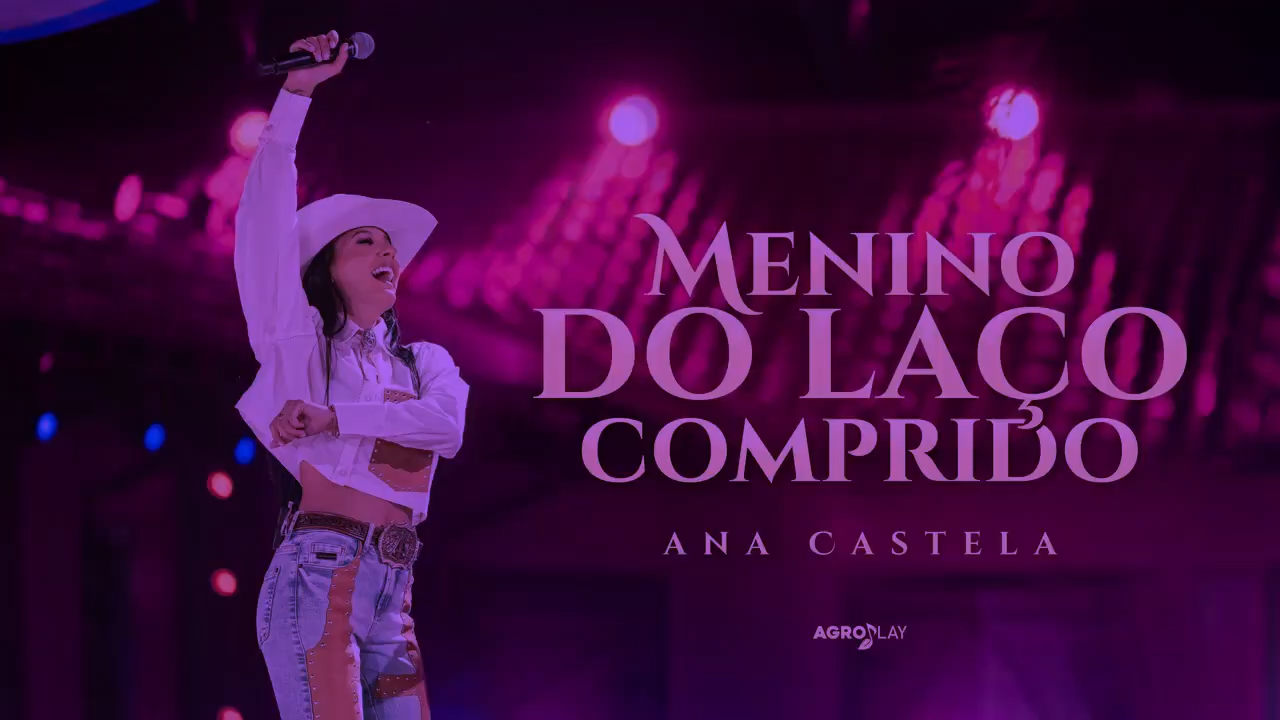 MENINO
DO LAÇO
COMPRIDO
ANA CASTELA
AGROPLAY